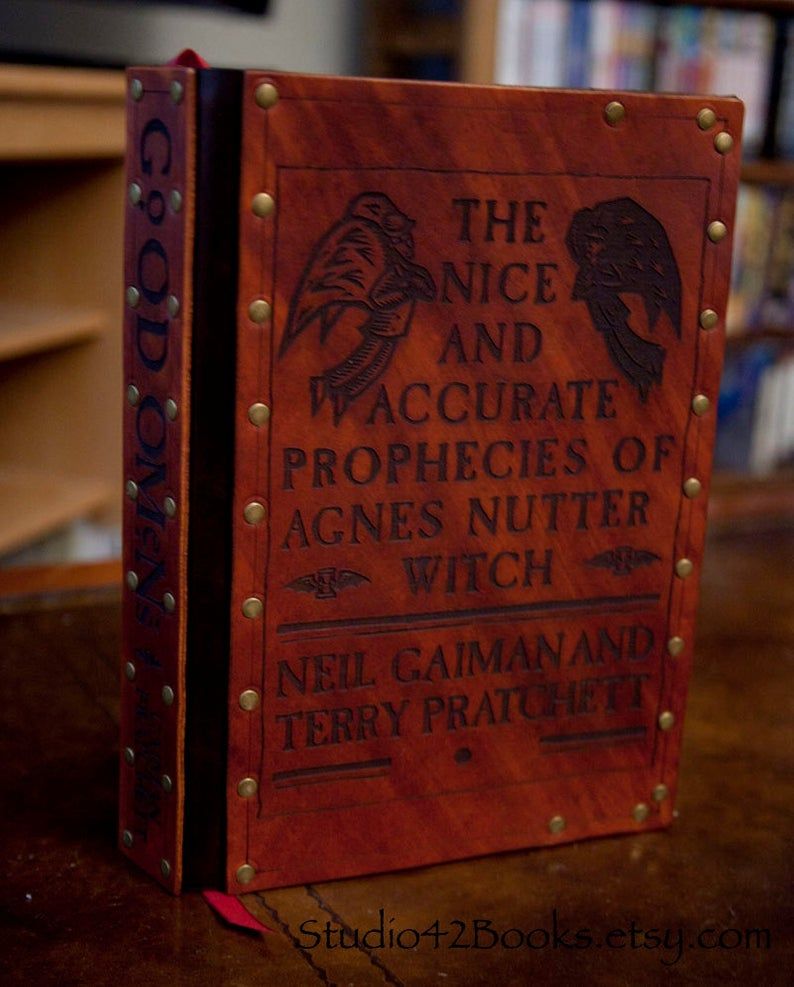 GoOD OMeNS
THE
NICE
AND
ACCURATE
PROPHECIES OF
AGNES NUTTER
WITCH
NEIL GAIMAN AND
TERRY PRATCHETT
Studio42Books.etsy.com